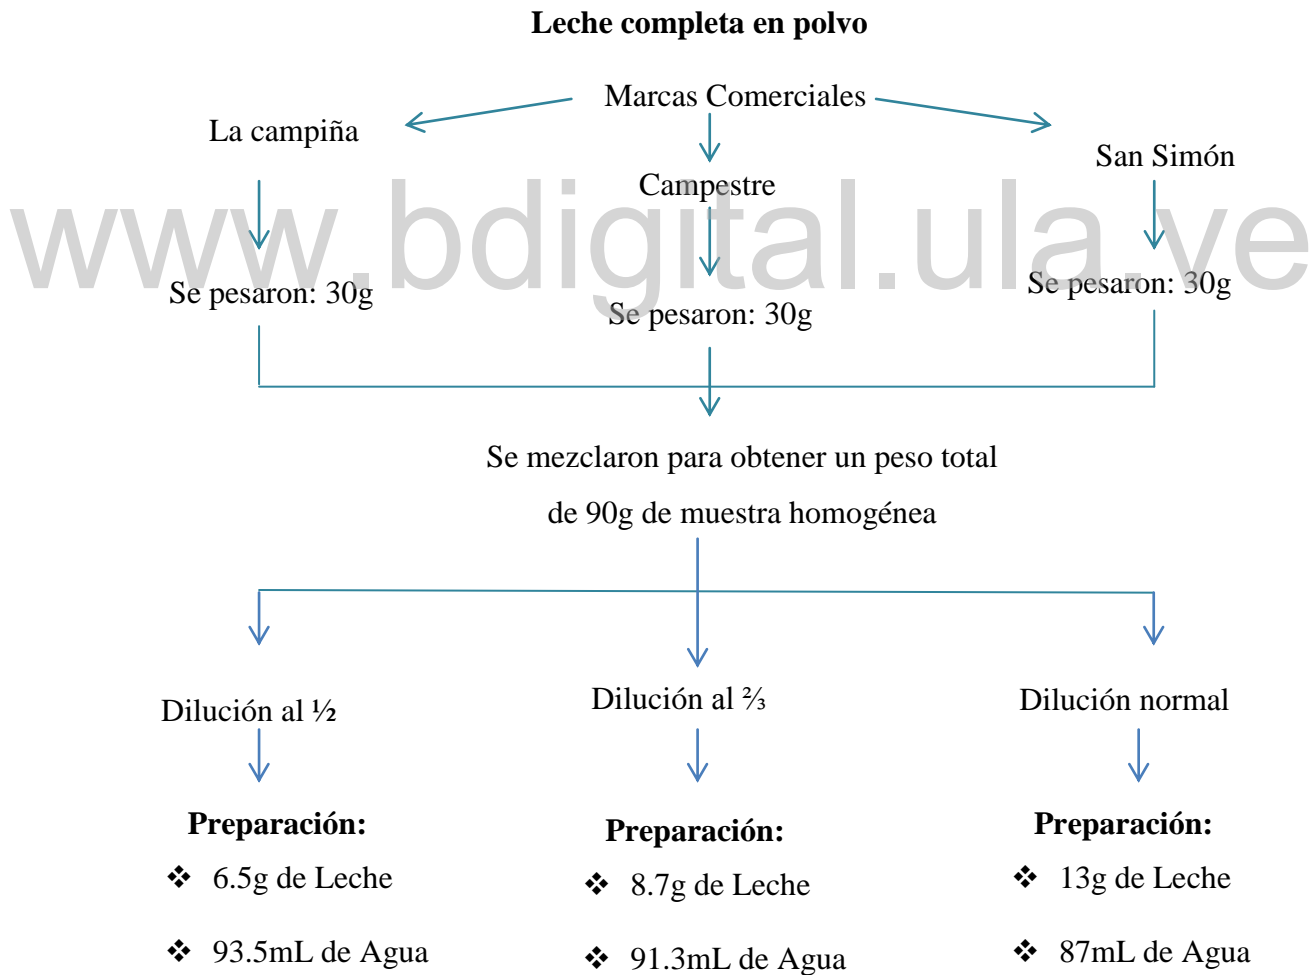 Leche completa en polvo
Marcas Comerciales
La campiña
Campestre
San Simón
www.bdigital.ula.ve
Se pesaron: 30g
Se pesaron: 30g
Se pesaron: 30g
Se mezclaron para obtener un peso total
de 90g de muestra homogénea
Dilución al ½
Dilución al ⅔
Dilución normal
Preparación:
❖ 6.5g de Leche
❖ 93.5mL de Agua
Preparación:
❖ 8.7g de Leche
❖ 91.3mL de Agua
Preparación:
❖ 13g de Leche
❖ 87mL de Agua